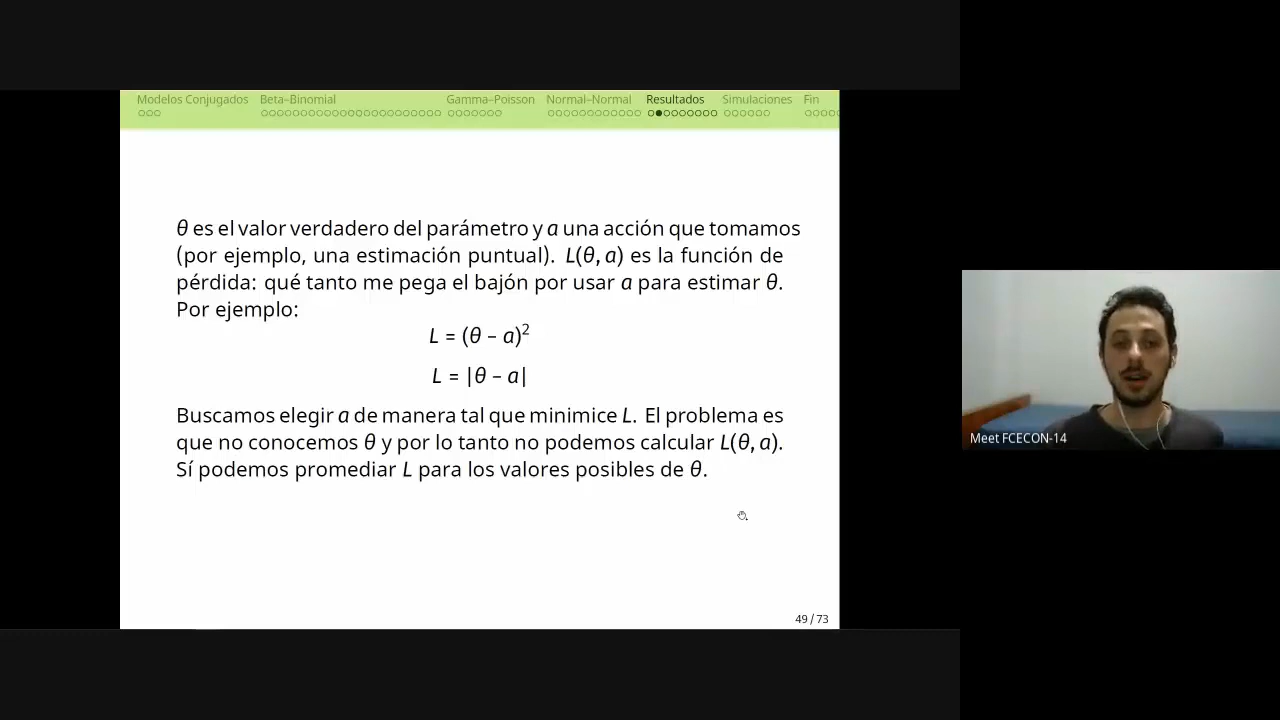 Modelos Conjugados Beta–Binomial Gamma–Poisson Normal–Normal Resultados Simulaciones Fin
θ es el valor verdadero del parámetro y a una acción que tomamos
(por ejemplo, una estimación puntual). L(θ, a) es la función de
pérdida: qué tanto me pega el bajón por usar a para estimar θ.
Por ejemplo:
L = (θ – a)²
L = |θ – a|
Buscamos elegir a de manera tal que minimice L. El problema es
que no conocemos θ y por lo tanto no podemos calcular L(θ, a).
Sí podemos promediar L para los valores posibles de θ.
49 / 73
Meet FCECON-14